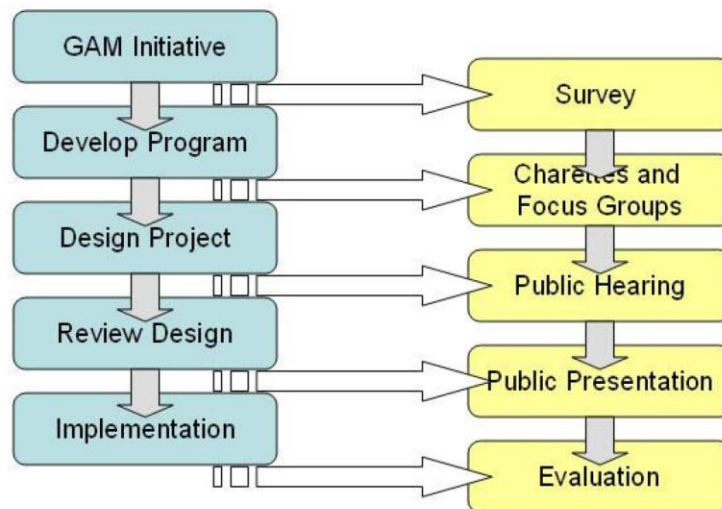 GAM Initiative
Develop Program
Design Project
Review Design
Implementation
Survey
Charettes and
Focus Groups
Public Hearing
Public Presentation
Evaluation